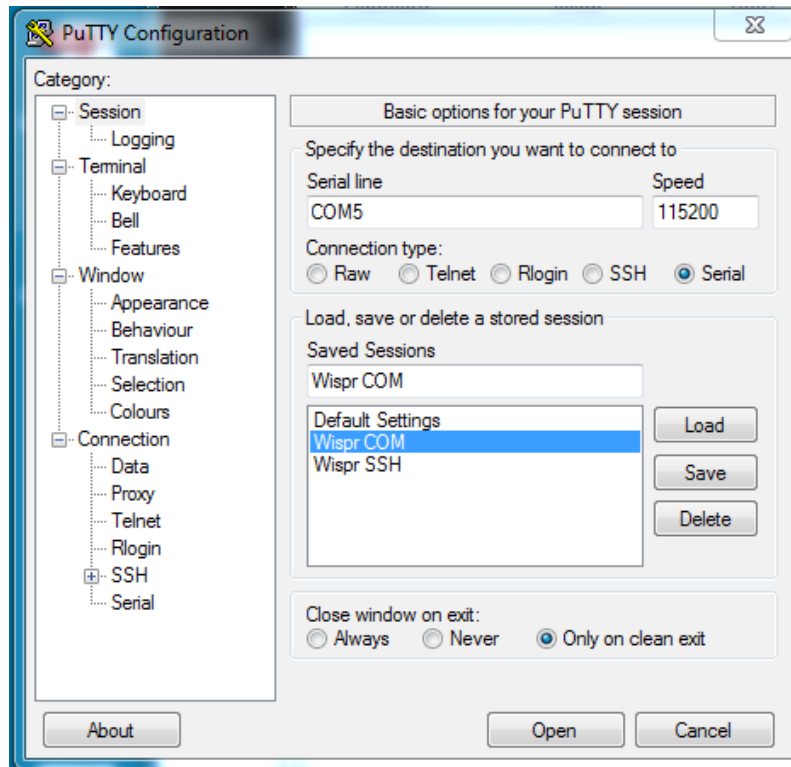 PuTTY Configuration
Category:
Session
Logging
Terminal
Keyboard
Bell
Features
Window
Appearance
Behaviour
Translation
Selection
Colours
Connection
Data
Proxy
Telnet
Rlogin
SSH
Serial
Basic options for your PuTTY session
Specify the destination you want to connect to
Serial line Speed
COM5 115200
Connection type:
Raw Telnet Rlogin SSH Serial
Load, save or delete a stored session
Saved Sessions
Wispr COM
Default Settings
Wispr COM
Wispr SSH
Load
Save
Delete
Close window on exit:
Always Never Only on clean exit
About Open Cancel